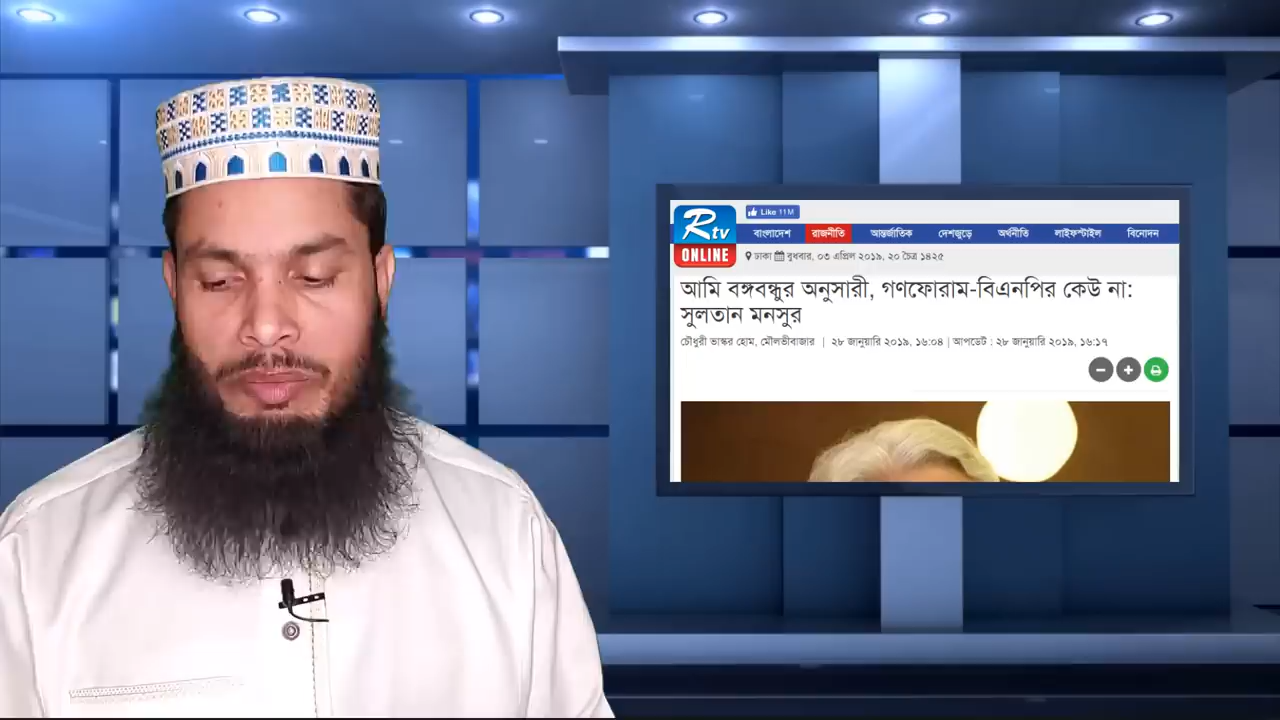 Like 11M
Rtv
ONLINE
বাংলাদেশ রাজনীতি আন্তর্জাতিক দেশজুড়ে অর্থনীতি লাইফস্টাইল বিনোদন
ঢাকা বুধবার, ০৩ এপ্রিল ২০১৯, ২০ চৈত্র ১৪২৫
আমি বঙ্গবন্ধুর অনুসারী, গণফোরাম-বিএনপির কেউ না:
সুলতান মনসুর
চৌধুরী ভাস্কর হোম, মৌলভীবাজার | ২৮ জানুয়ারি ২০১৯, ১৬:০৪ | আপডেট : ২৮ জানুয়ারি ২০১৯, ১৬:১৭